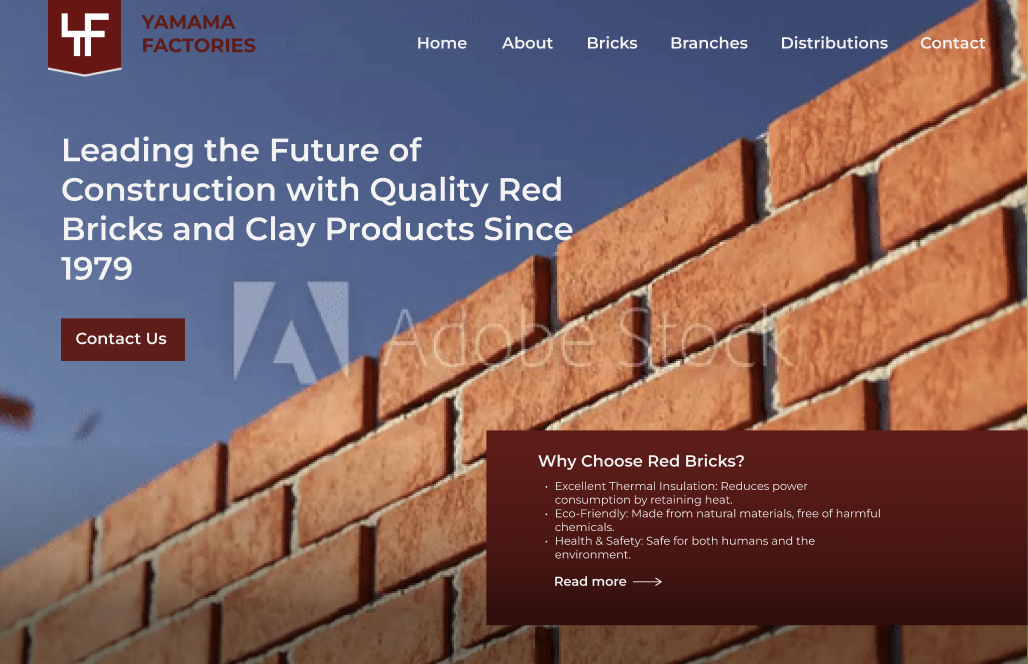 YAMAMA
FACTORIES
Home About Bricks Branches Distributions Contact
Leading the Future of
Construction with Quality Red
Bricks and Clay Products Since
1979
Contact Us
Adobe Stock
Why Choose Red Bricks?
• Excellent Thermal Insulation: Reduces power
consumption by retaining heat.
• Eco-Friendly: Made from natural materials, free of harmful
chemicals.
• Health & Safety: Safe for both humans and the
environment.
Read more